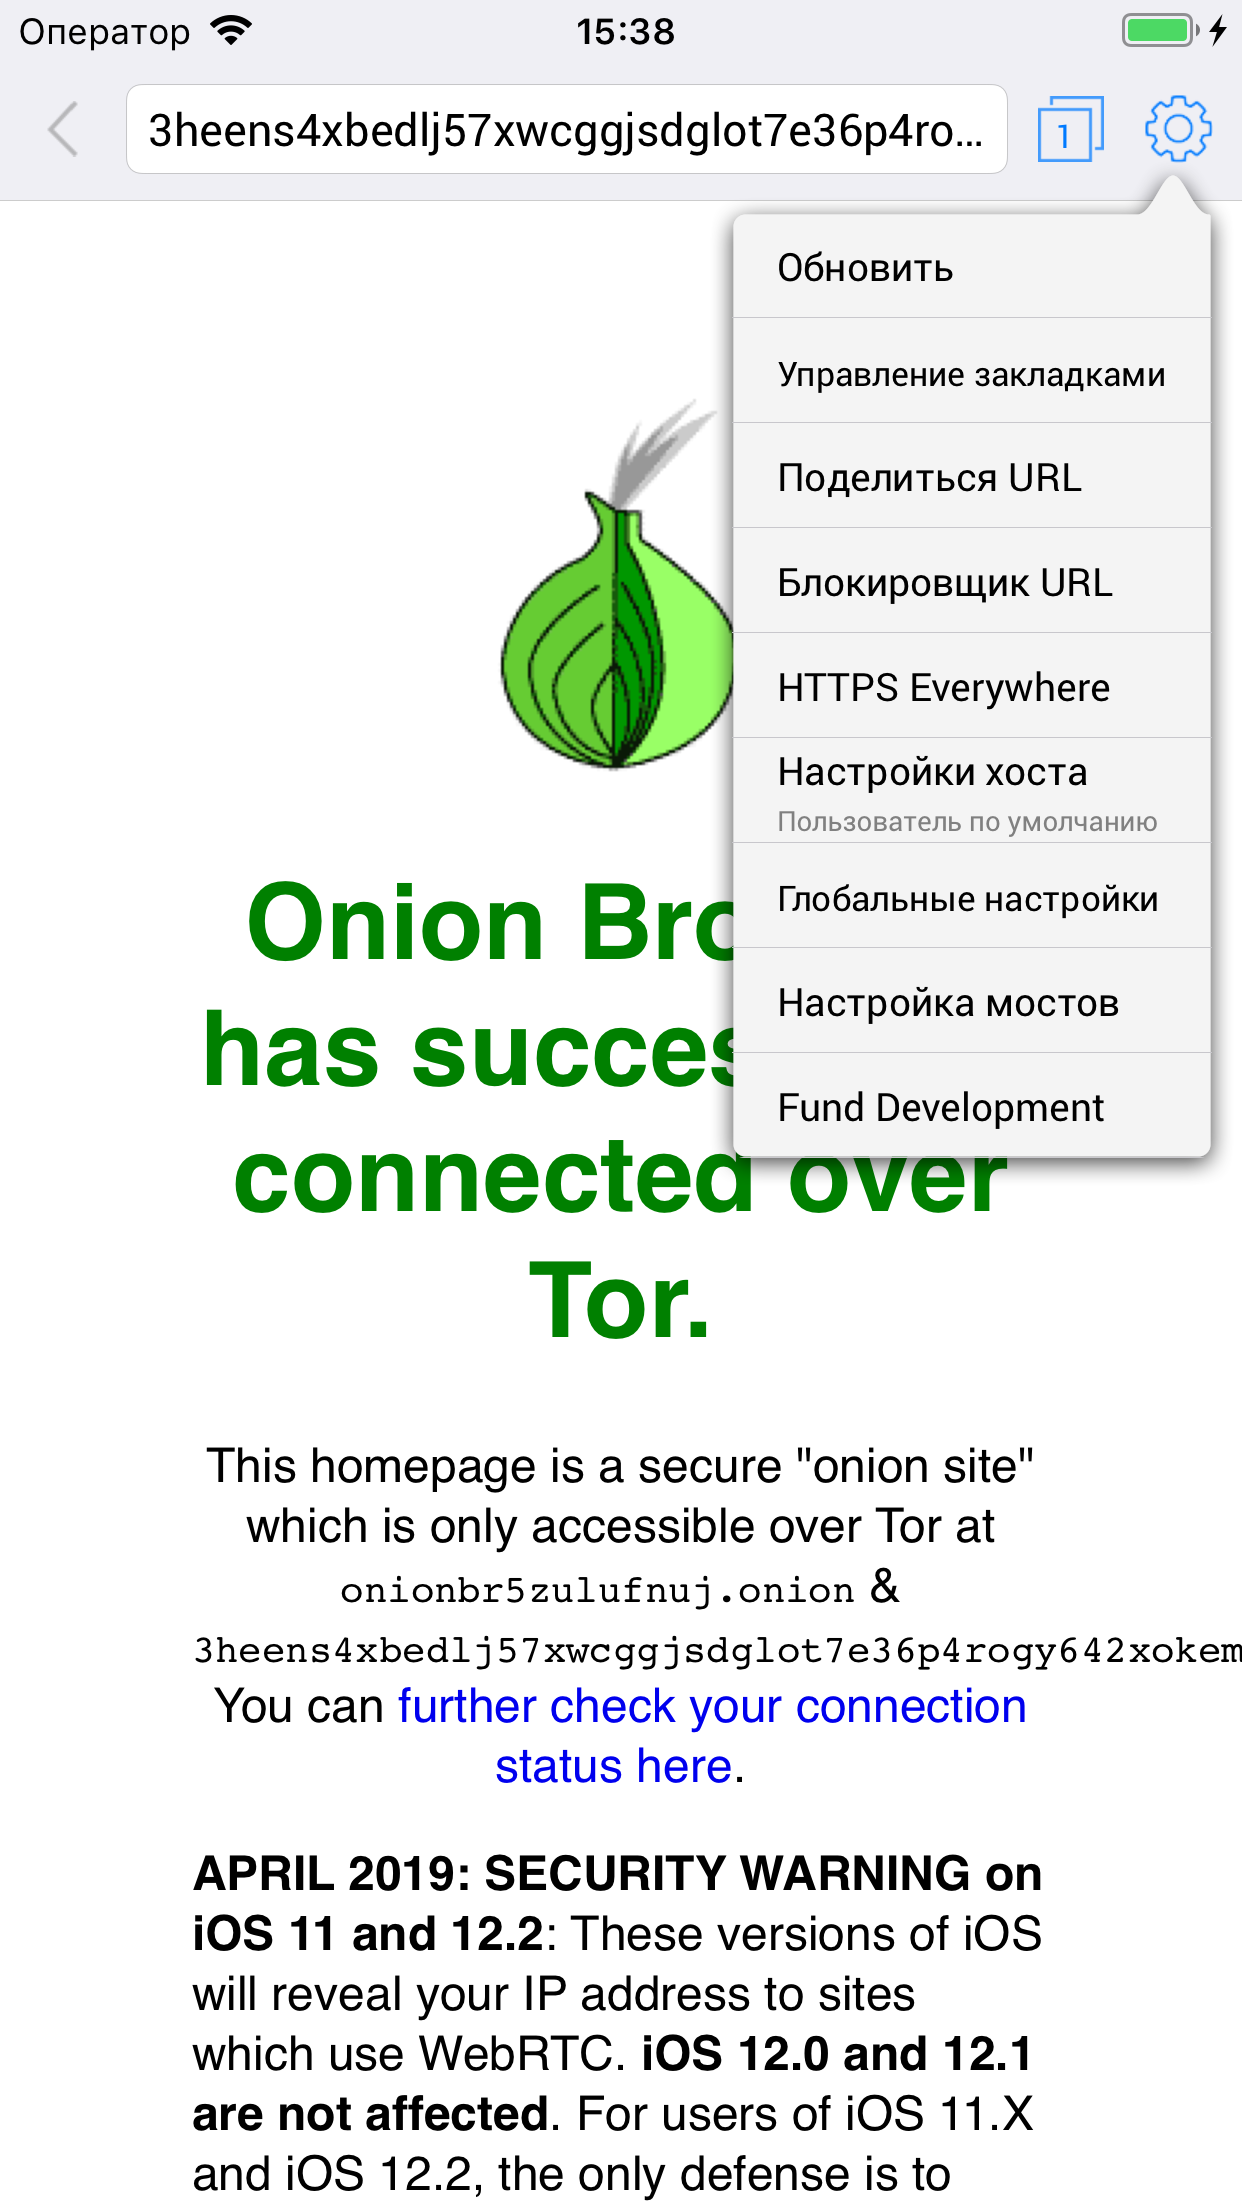 Оператор
15:38
3heens4xbedlj57xwcggjsdglot7e36p4ro...
1
Обновить
Управление закладками
Поделиться URL
Блокировщик URL
HTTPS Everywhere
Настройки хоста
Пользователь по умолчанию
Глобальные настройки
Настройка мостов
Fund Development
Onion Bro
has succes
connected over
Tor.
This homepage is a secure "onion site"
which is only accessible over Tor at
onionbr5zulufnuj.onion &
3heens4xbedlj57xwcggjsdglot7e36p4rogy642xokem
You can further check your connection
status here.
APRIL 2019: SECURITY WARNING on
iOS 11 and 12.2: These versions of iOS
will reveal your IP address to sites
which use WebRTC. iOS 12.0 and 12.1
are not affected. For users of iOS 11.X
and iOS 12.2, the only defense is to